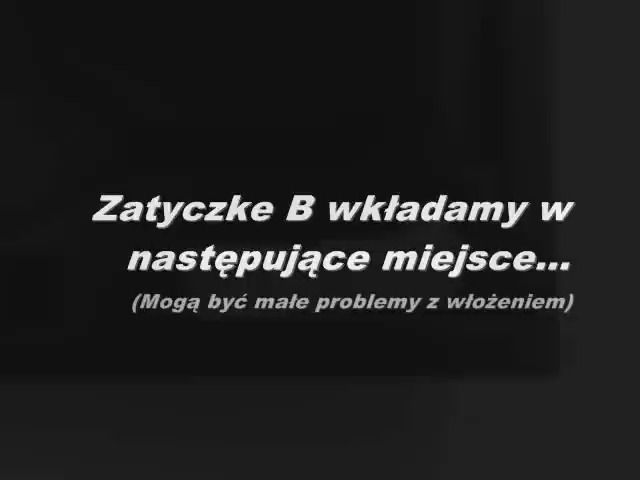 Zatyczke B wkładamy w
następujące miejsce...
(Mogą być małe problemy z włożeniem)